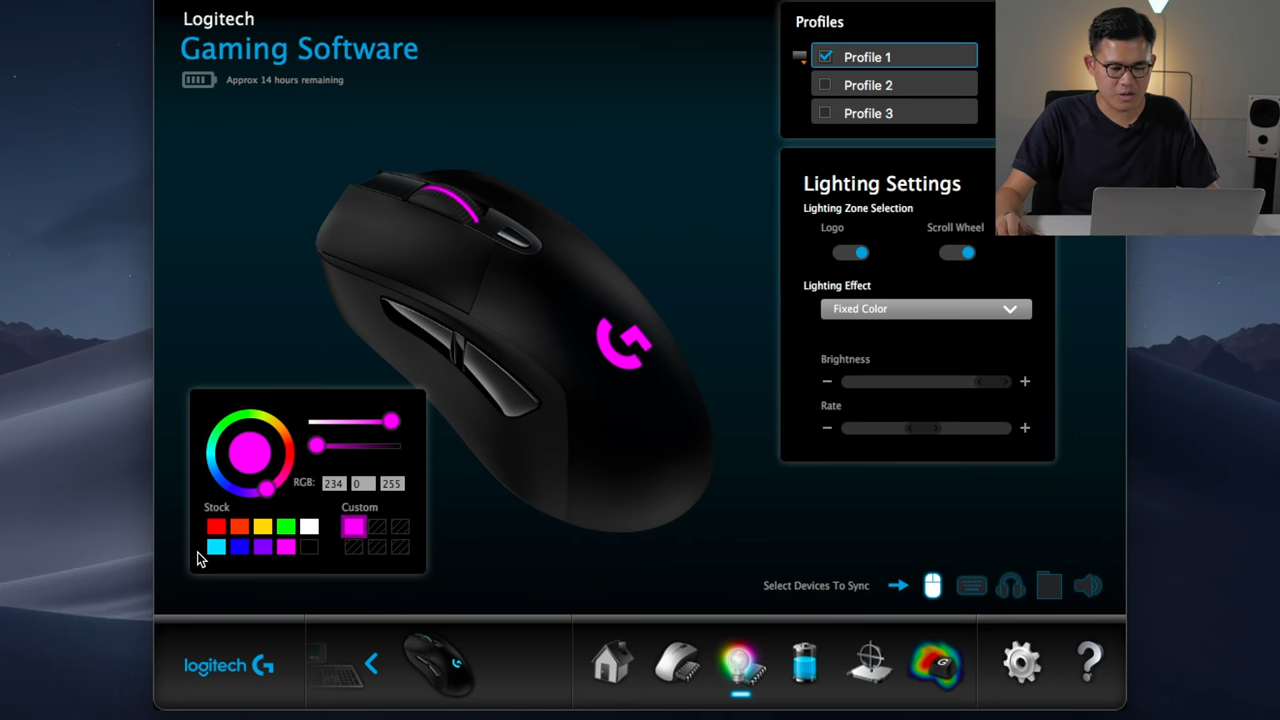 Logitech
Gaming Software
Approx 14 hours remaining
Profiles
Profile 1
Profile 2
Profile 3
Lighting Settings
Lighting Zone Selection
Logo
Scroll Wheel
Lighting Effect
Fixed Color
Brightness
Rate
RGB: 234 0 255
Stock
Custom
Select Devices To Sync
logitech G